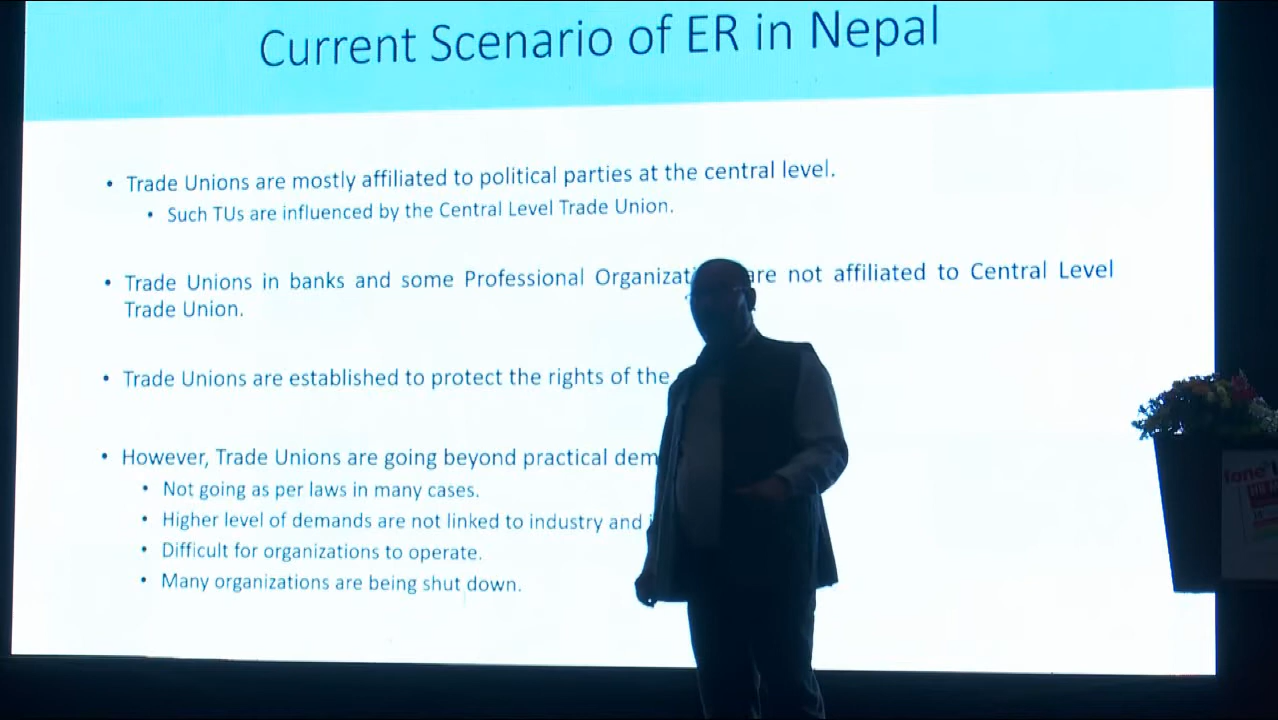 Current Scenario of ER in Nepal
• Trade Unions are mostly affiliated to political parties at the central level.
• Such TUs are influenced by the Central Level Trade Union.
• Trade Unions in banks and some Professional are not affiliated to Central Level
Trade Union.
• Trade Unions are established to protect the rights of the
• However, Trade Unions are going beyond practical
• Not going as per laws in many cases.
• Higher level of demands are not linked to industry and
• Difficult for organizations to operate.
• Many organizations are being shut down.